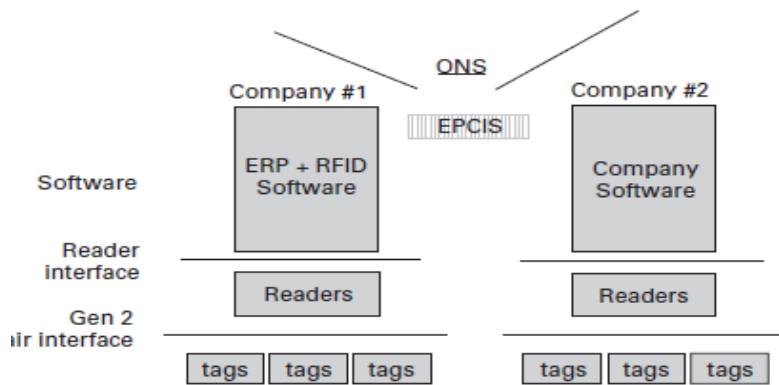 ONS
Company #1
Company #2
EPCIS
ERP + RFID
Software
Company
Software
Software
Reader
interface
Readers
Readers
Gen 2
air interface
tags tags tags
tags tags tags